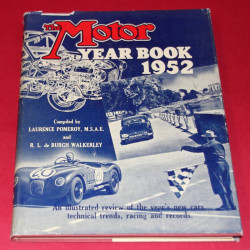 The Motor
YEAR BOOK
1952
Compiled by
LAURENCE POMEROY, M.S.A.E.
and
R. L. de BURGH WALKERLEY
An illustrated review of the year's new cars,
technical trends, racing and records.